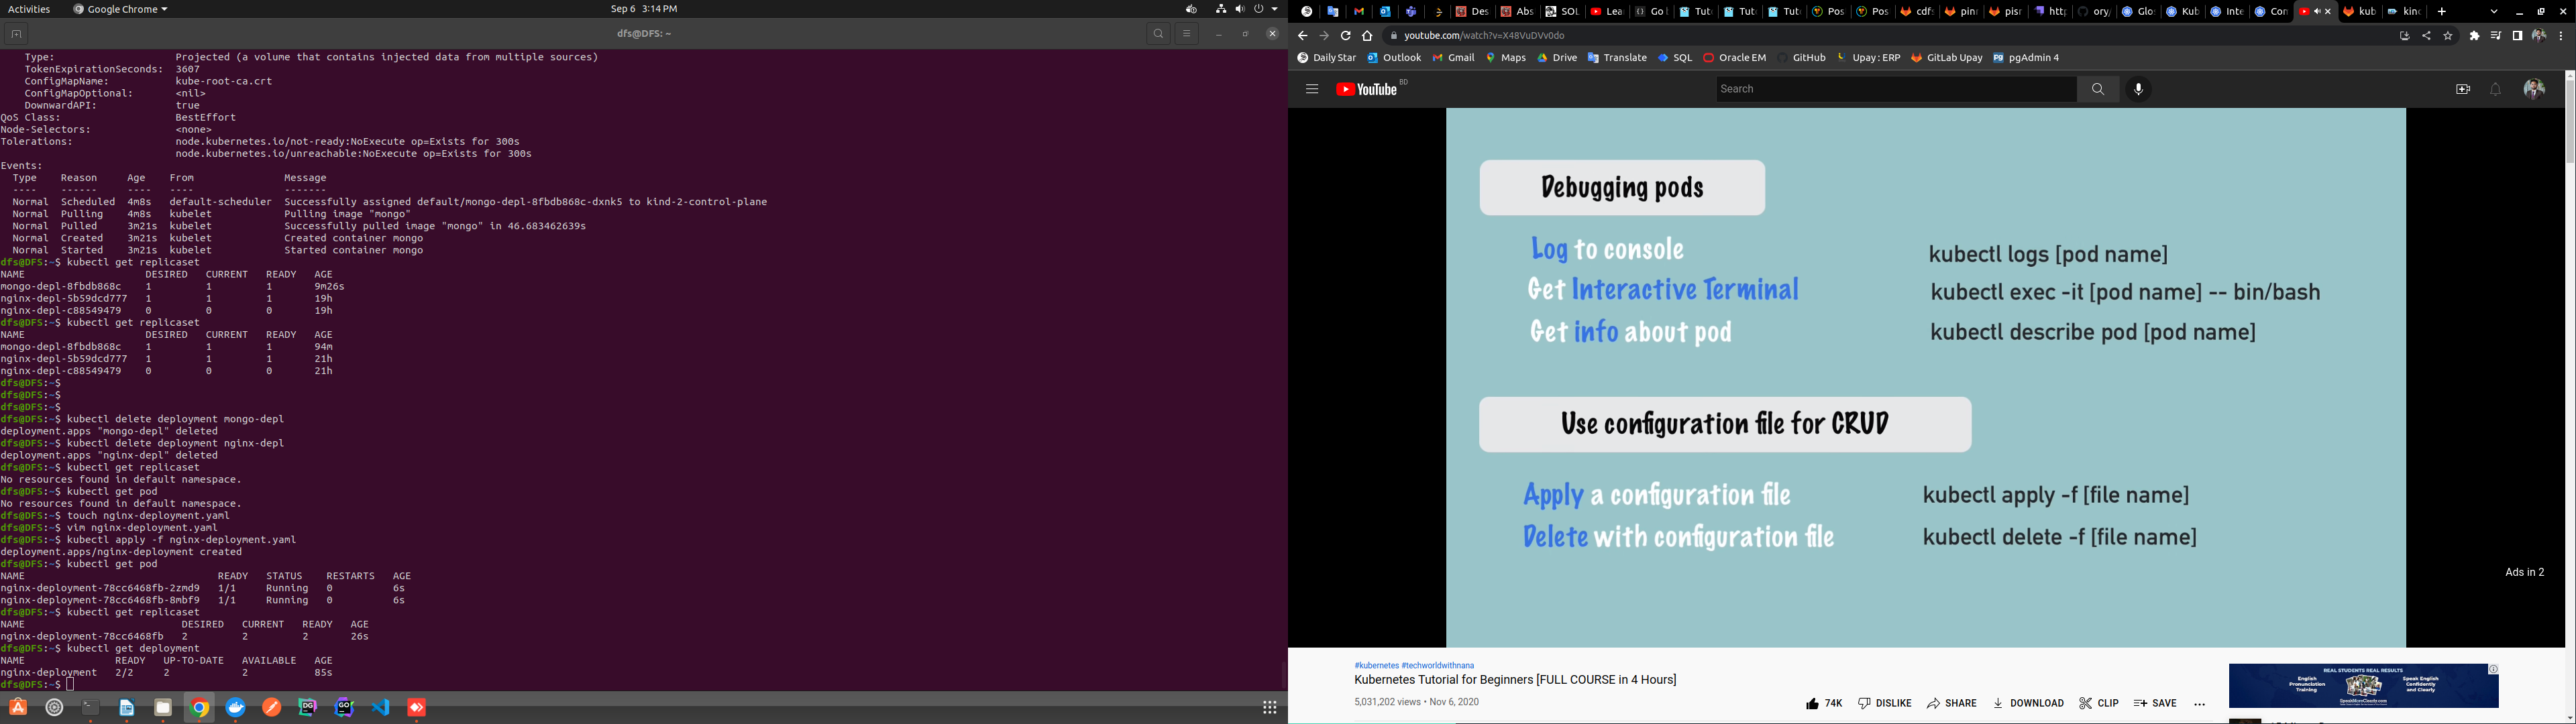 Activities Google Chrome Sep 6 3:14 PM
dfs@DFS: ~
Type: Projected (a volume that contains injected data from multiple sources)
TokenExpirationSeconds: 3607
ConfigMapName: kube-root-ca.crt
ConfigMapOptional: <nil>
DownwardAPI: true
QoS Class: BestEffort
Node-Selectors: <none>
Tolerations: node.kubernetes.io/not-ready:NoExecute op=Exists for 300s
node.kubernetes.io/unreachable:NoExecute op=Exists for 300s
Events:
Type Reason Age From Message
---- ------ ---- ---- -------
Normal Scheduled 4m8s default-scheduler Successfully assigned default/mongo-depl-8fbdb868c-dxnk5 to kind-2-control-plane
Normal Pulling 4m8s kubelet Pulling image "mongo"
Normal Pulled 3m21s kubelet Successfully pulled image "mongo" in 46.683462639s
Normal Created 3m21s kubelet Created container mongo
Normal Started 3m21s kubelet Started container mongo
dfs@DFS:~$ kubectl get replicaset
NAME DESIRED CURRENT READY AGE
mongo-depl-8fbdb868c 1 1 1 9m26s
nginx-depl-5b59dcd777 1 1 1 19h
nginx-depl-c88549479 0 0 0 19h
dfs@DFS:~$ kubectl get replicaset
NAME DESIRED CURRENT READY AGE
mongo-depl-8fbdb868c 1 1 1 94m
nginx-depl-5b59dcd777 1 1 1 21h
nginx-depl-c88549479 0 0 0 21h
dfs@DFS:~$
dfs@DFS:~$
dfs@DFS:~$
dfs@DFS:~$ kubectl delete deployment mongo-depl
deployment.apps "mongo-depl" deleted
dfs@DFS:~$ kubectl delete deployment nginx-depl
deployment.apps "nginx-depl" deleted
dfs@DFS:~$ kubectl get replicaset
No resources found in default namespace.
dfs@DFS:~$ kubectl get pod
No resources found in default namespace.
dfs@DFS:~$ touch nginx-deployment.yaml
dfs@DFS:~$ vim nginx-deployment.yaml
dfs@DFS:~$ kubectl apply -f nginx-deployment.yaml
deployment.apps/nginx-deployment created
dfs@DFS:~$ kubectl get pod
NAME READY STATUS RESTARTS AGE
nginx-deployment-78cc6468fb-2zmd9 1/1 Running 0 6s
nginx-deployment-78cc6468fb-8mbf9 1/1 Running 0 6s
dfs@DFS:~$ kubectl get replicaset
NAME DESIRED CURRENT READY AGE
nginx-deployment-78cc6468fb 2 2 2 26s
dfs@DFS:~$ kubectl get deployment
NAME READY UP-TO-DATE AVAILABLE AGE
nginx-deployment 2/2 2 2 85s
dfs@DFS:~$
Des Abs SOL Lea Go l Tut Tut Tut Pos Pos cdf pin pis http ory Glo Kub Inte Con kub kin
youtube.com/watch?v=X48VuDVv0do
Daily Star Outlook Gmail Maps Drive Translate SQL Oracle EM GitHub Upay : ERP GitLab Upay pgAdmin 4
YouTube BD Search
Debugging pods
Log to console kubectl logs [pod name]
Get Interactive Terminal kubectl exec -it [pod name] -- bin/bash
Get info about pod kubectl describe pod [pod name]
Use configuration file for CRUD
Apply a configuration file kubectl apply -f [file name]
Delete with configuration file kubectl delete -f [file name]
Ads in 2
#kubernetes #techworldwithnana
Kubernetes Tutorial for Beginners [FULL COURSE in 4 Hours]
5,031,202 views • Nov 6, 2020
74K DISLIKE SHARE DOWNLOAD CLIP SAVE
REAL STUDENTS REAL RESULTS
English Pronunciation Training
Speak English Confidently and Clearly
SpeakMoreClearly.com